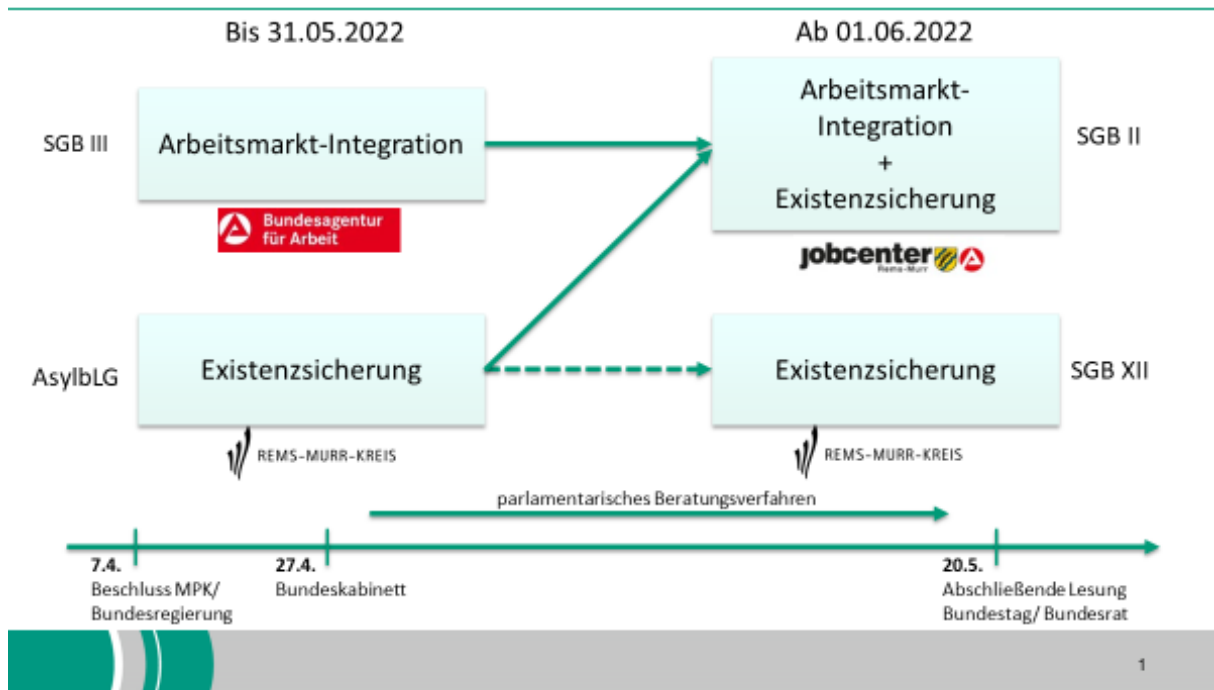 Bis 31.05.2022
Ab 01.06.2022
SGB III
Arbeitsmarkt-Integration
Bundesagentur
für Arbeit
Arbeitsmarkt-
Integration
+
Existenzsicherung
SGB II
jobcenter
Rems-Murr
AsylbLG
Existenzsicherung
REMS-MURR-KREIS
Existenzsicherung
SGB XII
REMS-MURR-KREIS
parlamentarisches Beratungsverfahren
7.4.
Beschluss MPK/
Bundesregierung
27.4.
Bundeskabinett
20.5.
Abschließende Lesung
Bundestag/ Bundesrat
1